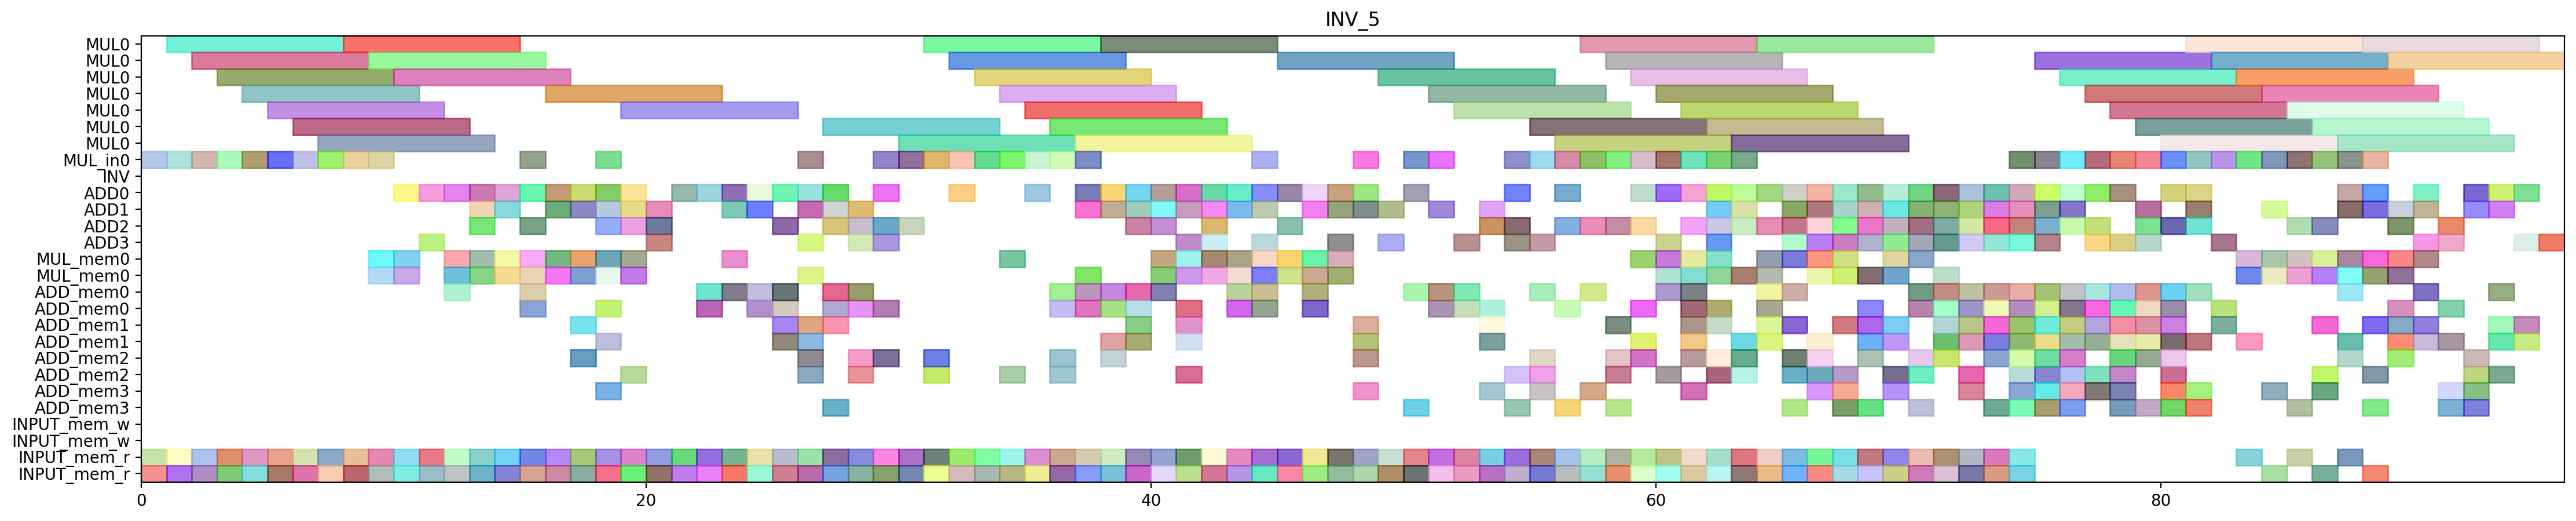 INV_5
MUL0
MUL0
MUL0
MUL0
MUL0
MUL0
MUL0
MUL_in0
INV
ADD0
ADD1
ADD2
ADD3
MUL_mem0
MUL_mem0
ADD_mem0
ADD_mem0
ADD_mem1
ADD_mem1
ADD_mem2
ADD_mem2
ADD_mem3
ADD_mem3
INPUT_mem_w
INPUT_mem_w
INPUT_mem_r
INPUT_mem_r
0 20 40 60 80